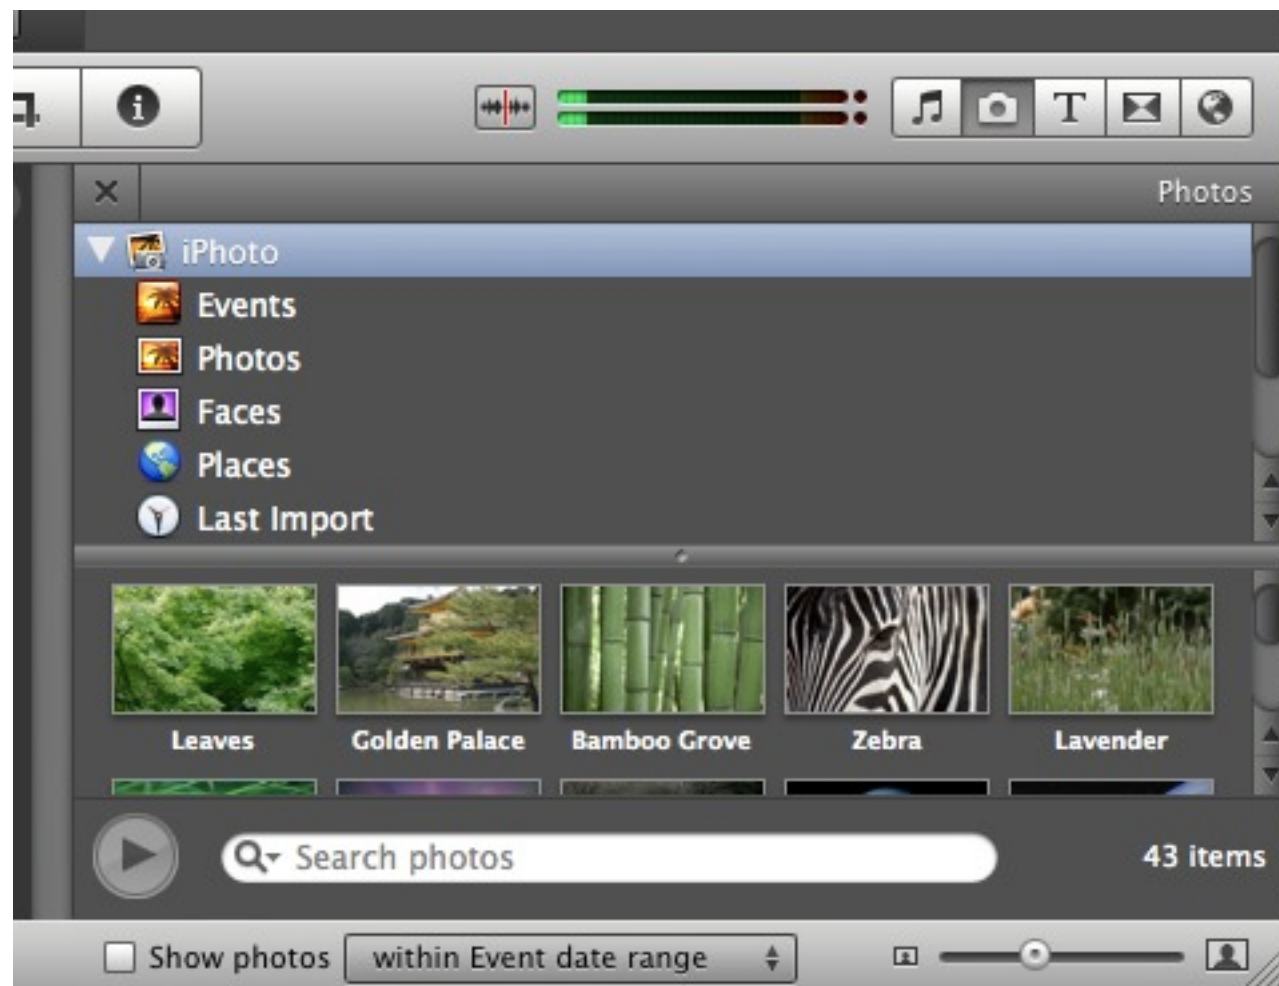 T
Photos
iPhoto
Events
Photos
Faces
Places
Last Import
Leaves Golden Palace Bamboo Grove Zebra Lavender
Search photos 43 items
Show photos within Event date range